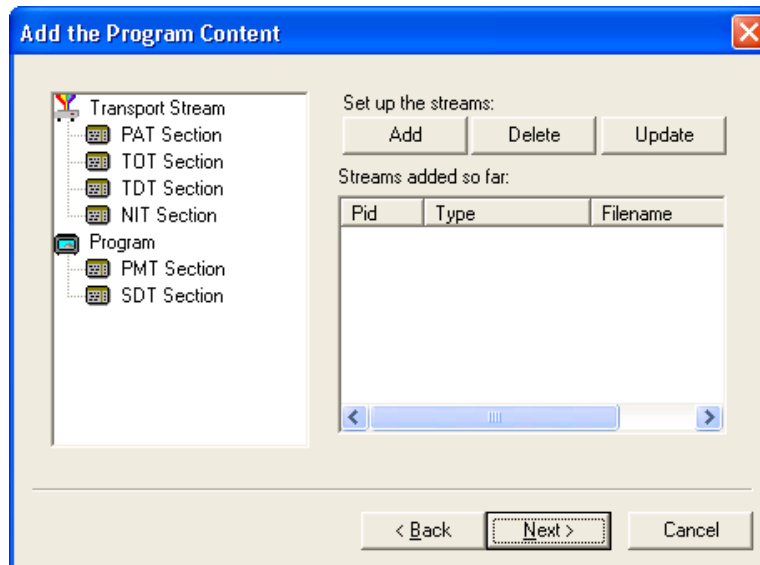 Add the Program Content
Transport Stream
PAT Section
TOT Section
TDT Section
NIT Section
Program
PMT Section
SDT Section
Set up the streams:
Add Delete Update
Streams added so far:
Pid Type Filename
< Back Next > Cancel